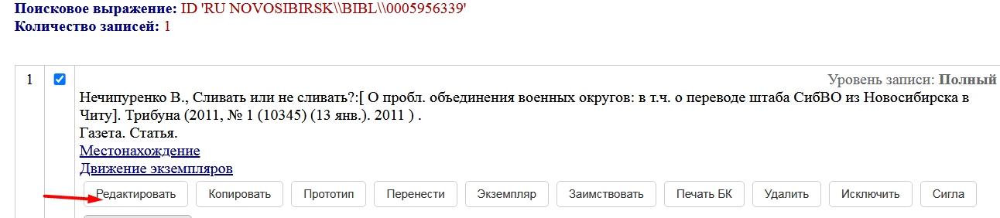 Поисковое выражение: ID 'RU NOVOSIBIRSK\\BIBL\\0005956339'
Количество записей: 1
1
Уровень записи: Полный
Нечипуренко В., Сливать или не сливать?:[ О пробл. объединения военных округов: в т.ч. о переводе штаба СибВО из Новосибирска в
Читу]. Трибуна (2011, № 1 (10345) (13 янв.). 2011 ) .
Газета. Статья.
Местонахождение
Движение экземпляров
Редактировать Копировать Прототип Перенести Экземпляр Заимствовать Печать БК Удалить Исключить Сигла